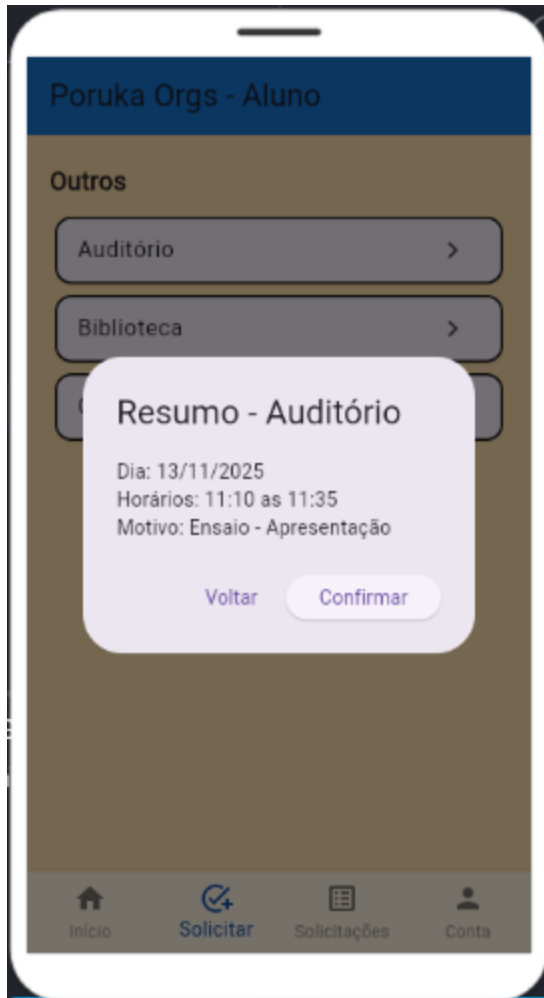 Poruka Orgs - Aluno
Outros
Auditório
Biblioteca
Resumo - Auditório
Dia: 13/11/2025
Horários: 11:10 as 11:35
Motivo: Ensaio - Apresentação
Voltar
Confirmar
Início
Solicitar
Solicitações
Conta